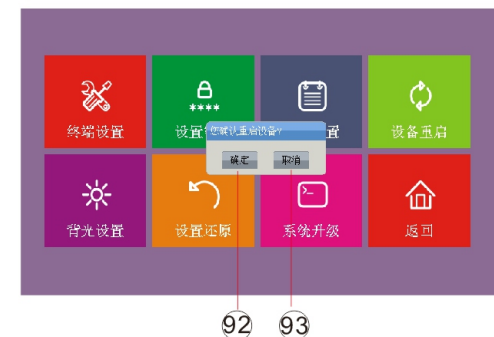 ****
终端设置
设置
置
设备重启
您确认重启设备?
确定
取消
背光设置
设置还原
系统升级
返回
92
93